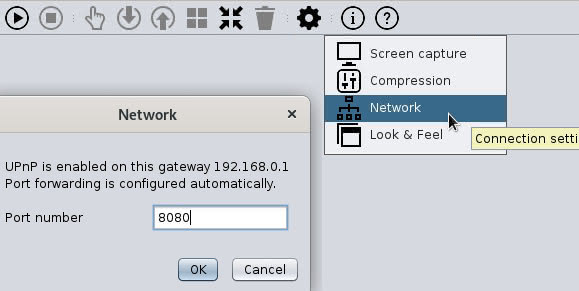 Screen capture
Compression
Network
Look & Feel
Connection setti
Network
UPnP is enabled on this gateway 192.168.0.1
Port forwarding is configured automatically.
Port number
8080
OK
Cancel